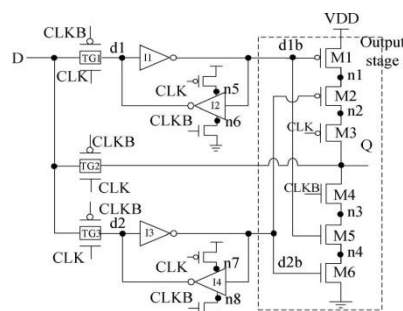 VDD
CLKB
D
TG1
d1
I1
d1b
M1
Output
stage
CLK
CLK
n5
n1
I2
M2
CLKB
n6
n2
CLK
M3
Q
CLKB
TG2
CLK
CLKB
M4
CLKB
n3
TG3
d2
I3
M5
CLK
n7
n4
CLK
I4
d2b
M6
CLKB
n8